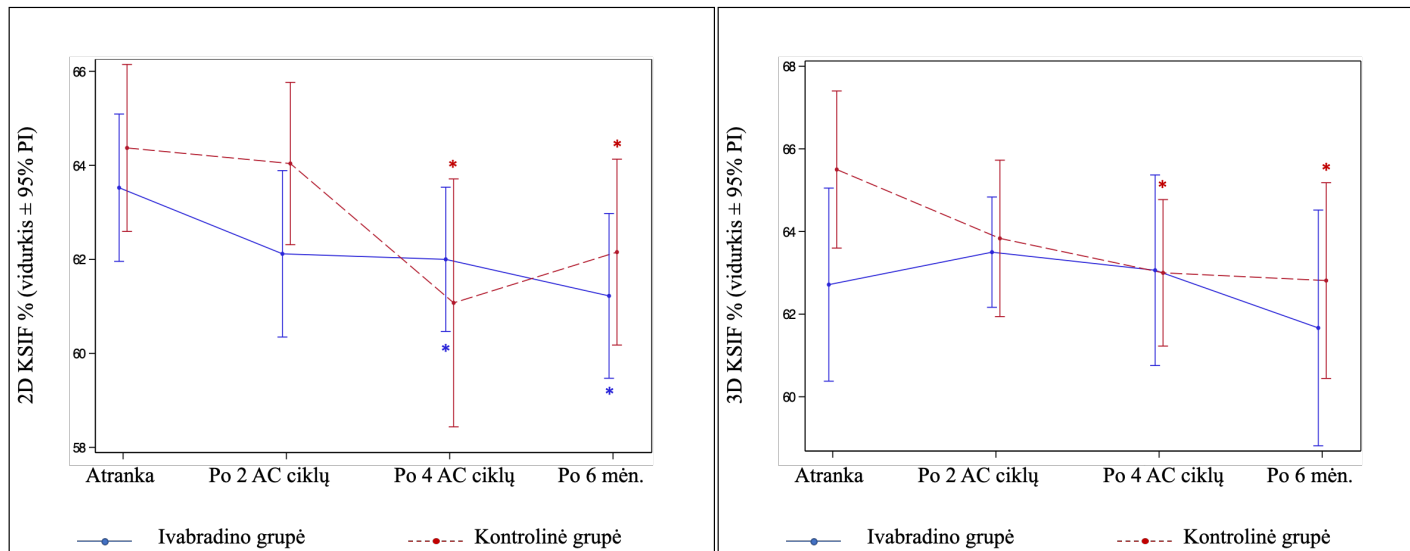 2D KSIF % (vidurkis ± 95% PI)
66
64
62
60
58
*
*
*
*
Atranka Po 2 AC ciklų Po 4 AC ciklų Po 6 mėn.
Ivabradino grupė Kontrolinė grupė
3D KSIF % (vidurkis ± 95% PI)
68
66
64
62
60
*
*
Atranka Po 2 AC ciklų Po 4 AC ciklų Po 6 mėn.
Ivabradino grupė Kontrolinė grupė